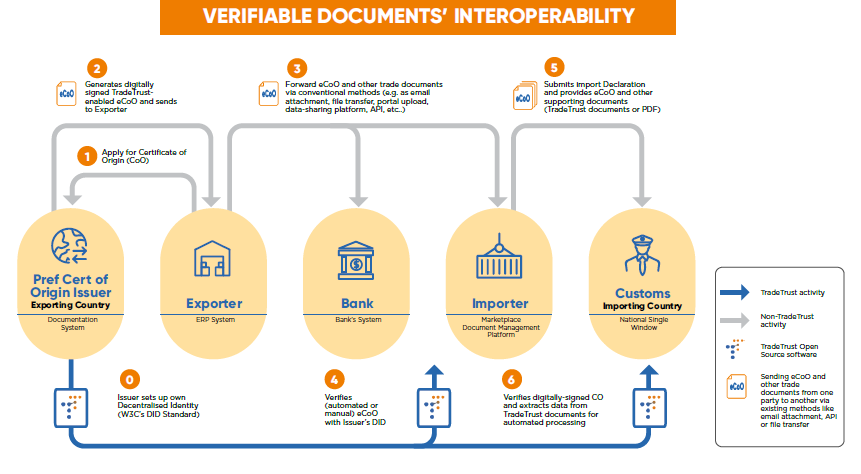 VERIFIABLE DOCUMENTS' INTEROPERABILITY
2
Generates digitally
signed TradeTrust-
enabled eCoO and sends
to Exporter
eCoO
3
Forward eCoO and other trade documents
via conventional methods (e.g. as email
attachment, file transfer, portal upload,
data-sharing platform, API, etc..)
eCoO
5
Submits import Declaration
and provides eCoO and other
supporting documents
(TradeTrust documents or PDF)
eCoO
1
Apply for Certificate of
Origin (CoO)
Pref Cert of
Origin Issuer
Exporting Country
Documentation
System
Exporter
ERP System
Bank
Bank's System
Importer
Marketplace
Document Management
Platform
Customs
Importing Country
National Single
Window
0
Issuer sets up own
Decentralised Identity
(W3C's DID Standard)
4
Verifies
(automated or
manual) eCoO
with Issuer's DID
6
Verifies digitally-signed CO
and extracts data from
TradeTrust documents for
automated processing
TradeTrust activity
Non-TradeTrust
activity
TradeTrust Open
Source software
eCoO
Sending eCoO and
other trade
documents from one
party to another via
existing methods like
email attachment, API
or file transfer